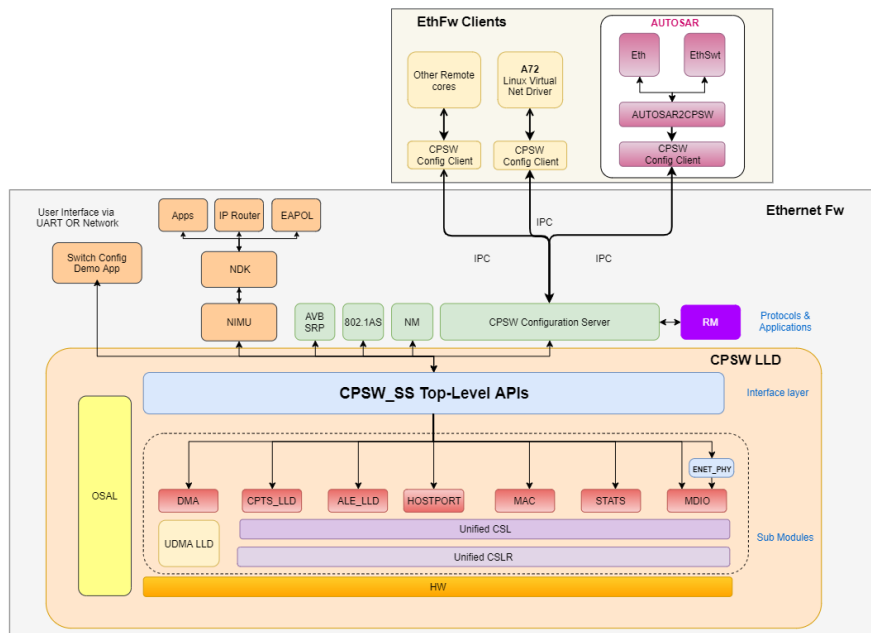 EthFw Clients
AUTOSAR
Eth
EthSwt
Other Remote
cores
A72
Linux Virtual
Net Driver
AUTOSAR2CPSW
CPSW
Config Client
CPSW
Config Client
CPSW
Config Client
User Interface via
UART OR Network
Apps
IP Router
EAPOL
Ethernet Fw
IPC
IPC
IPC
Switch Config
Demo App
NDK
NIMU
AVB
SRP
802.1AS
NM
CPSW Configuration Server
RM
Protocols &
Applications
CPSW LLD
CPSW_SS Top-Level APIs
Interface layer
OSAL
ENET_PHY
DMA
CPTS_LLD
ALE_LLD
HOSTPORT
MAC
STATS
MDIO
UDMA LLD
Unified CSL
Sub Modules
Unified CSLR
HW